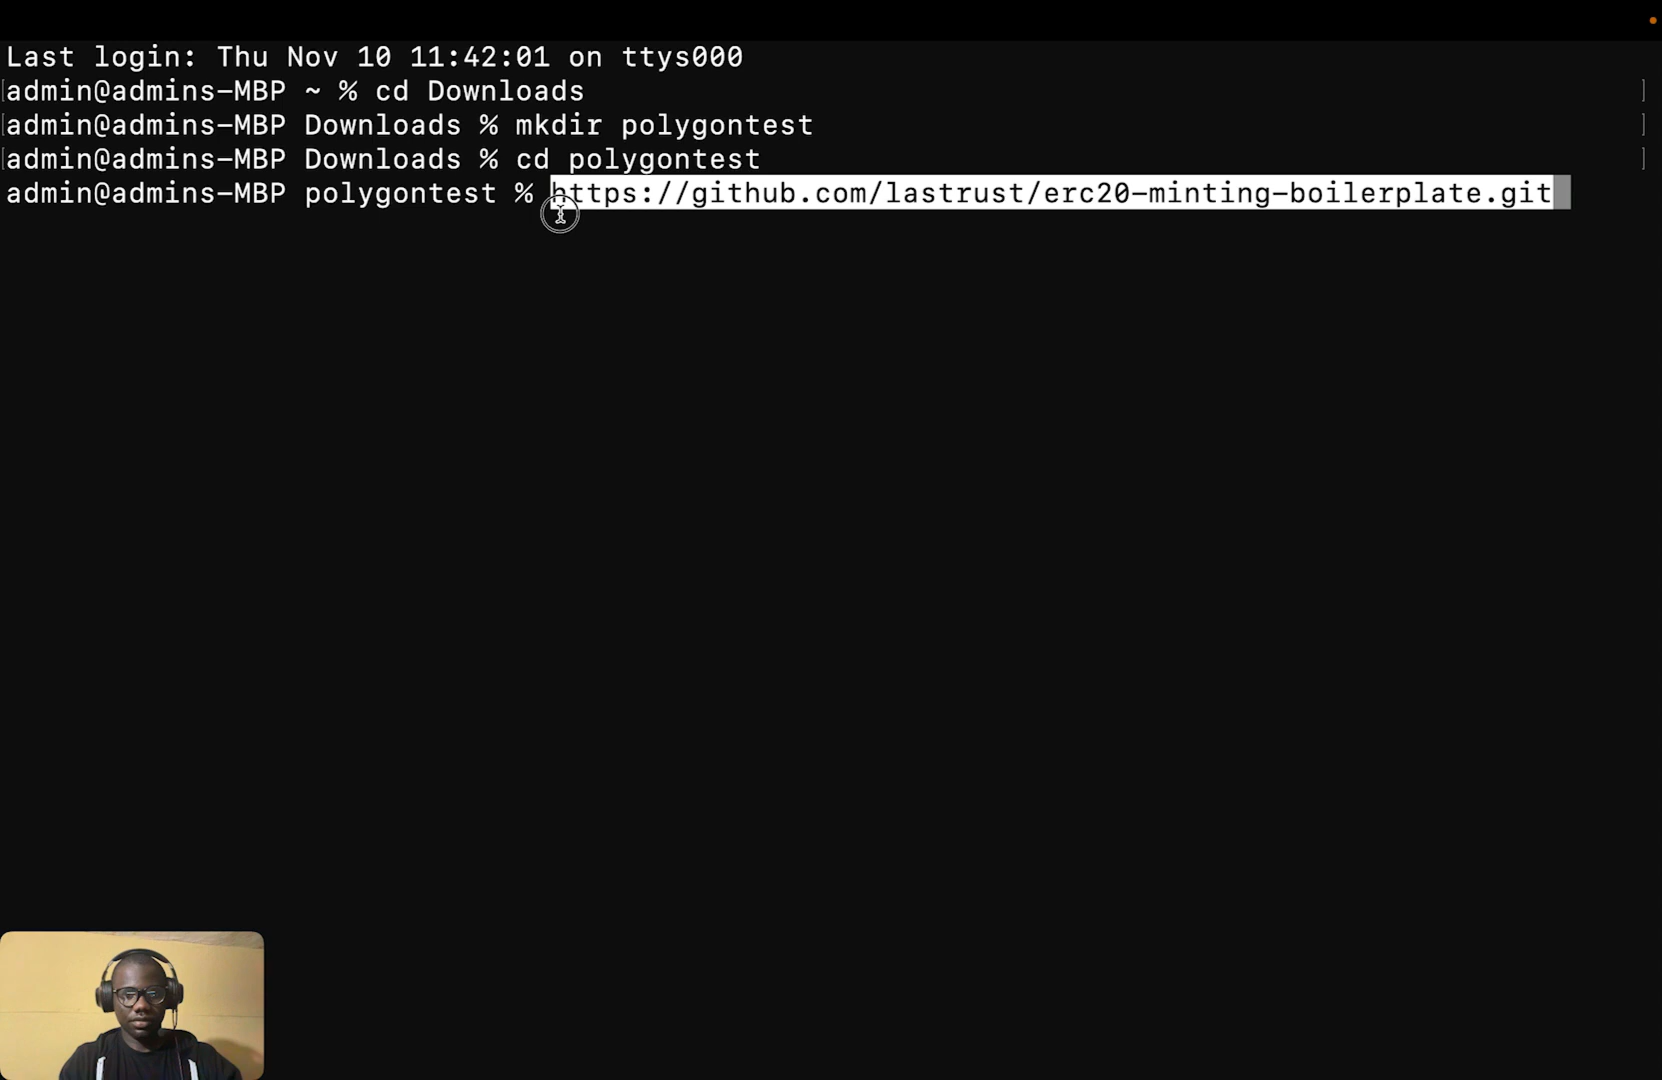 Last login: Thu Nov 10 11:42:01 on ttys000
[admin@admins-MBP ~ % cd Downloads ]
[admin@admins-MBP Downloads % mkdir polygontest ]
[admin@admins-MBP Downloads % cd polygontest ]
admin@admins-MBP polygontest % https://github.com/lastrust/erc20-minting-boilerplate.git